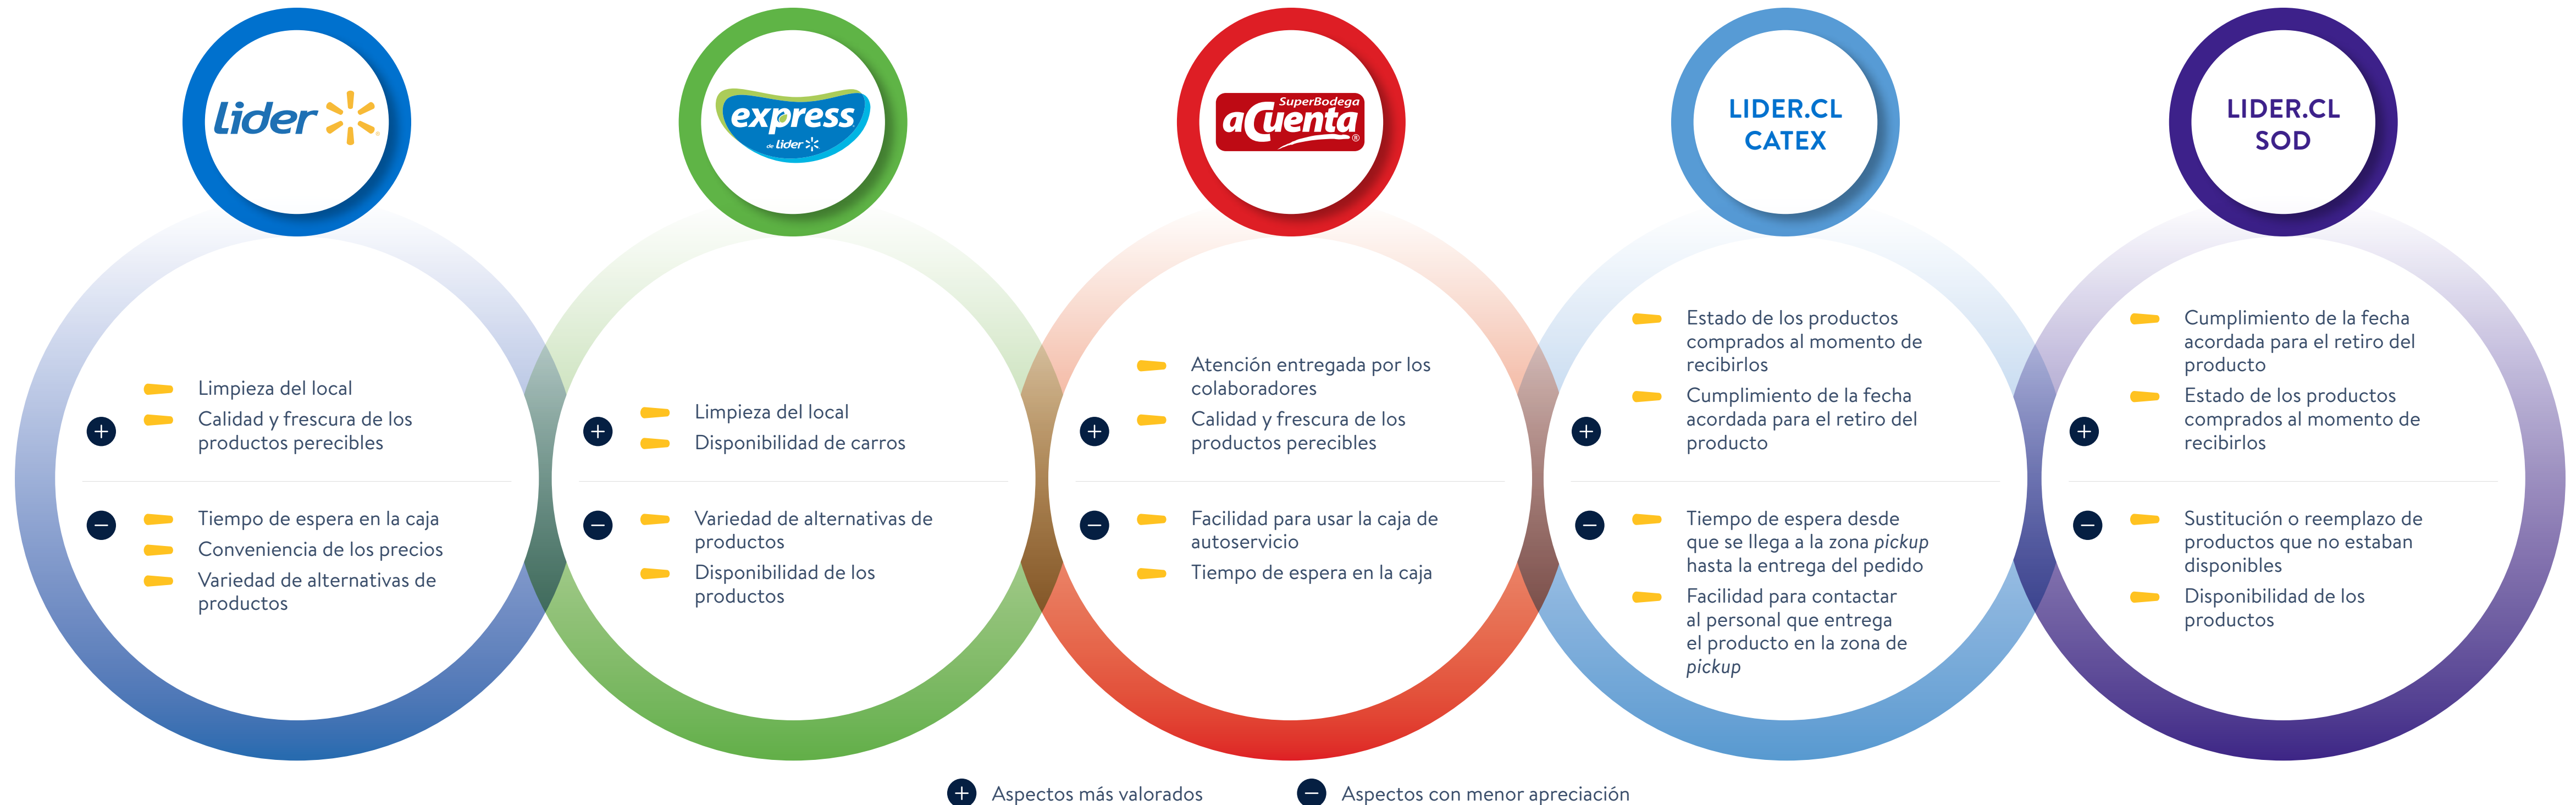 lider
Limpieza del local
Calidad y frescura de los
productos perecibles
Tiempo de espera en la caja
Conveniencia de los precios
Variedad de alternativas de
productos
express
de lider
Limpieza del local
Disponibilidad de carros
Variedad de alternativas de
productos
Disponibilidad de los
productos
SuperBodega
aCuenta®
Atención entregada por los
colaboradores
Calidad y frescura de los
productos perecibles
Facilidad para usar la caja de
autoservicio
Tiempo de espera en la caja
LIDER.CL
CATEX
Estado de los productos
comprados al momento de
recibirlos
Cumplimiento de la fecha
acordada para el retiro del
producto
Tiempo de espera desde
que se llega a la zona pickup
hasta la entrega del pedido
Facilidad para contactar
al personal que entrega
el producto en la zona de
pickup
LIDER.CL
SOD
Cumplimiento de la fecha
acordada para el retiro del
producto
Estado de los productos
comprados al momento de
recibirlos
Sustitución o reemplazo de
productos que no estaban
disponibles
Disponibilidad de los
productos
+ Aspectos más valorados
− Aspectos con menor apreciación